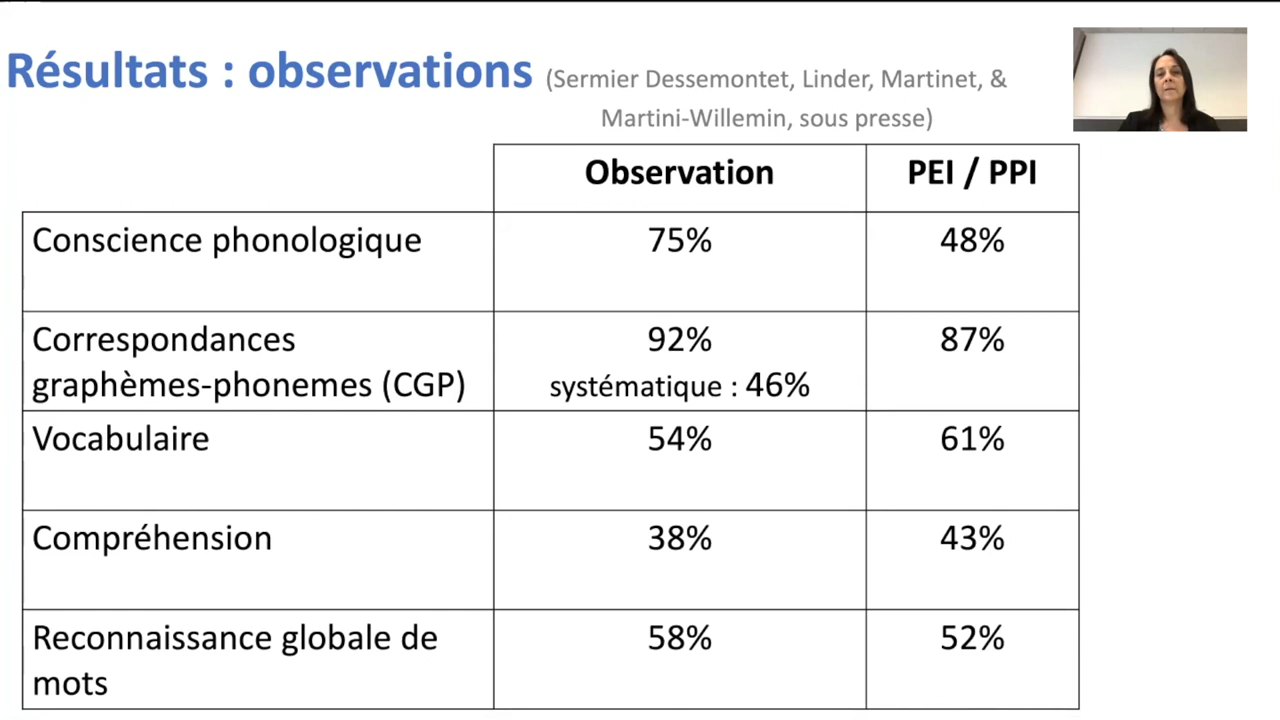 Résultats : observations (Sermier Dessemontet, Linder, Martinet, &
Martini-Willemin, sous presse)
Observation PEI / PPI
Conscience phonologique 75% 48%
Correspondances 92% 87%
graphèmes-phonemes (CGP) systématique : 46%
Vocabulaire 54% 61%
Compréhension 38% 43%
Reconnaissance globale de 58% 52%
mots